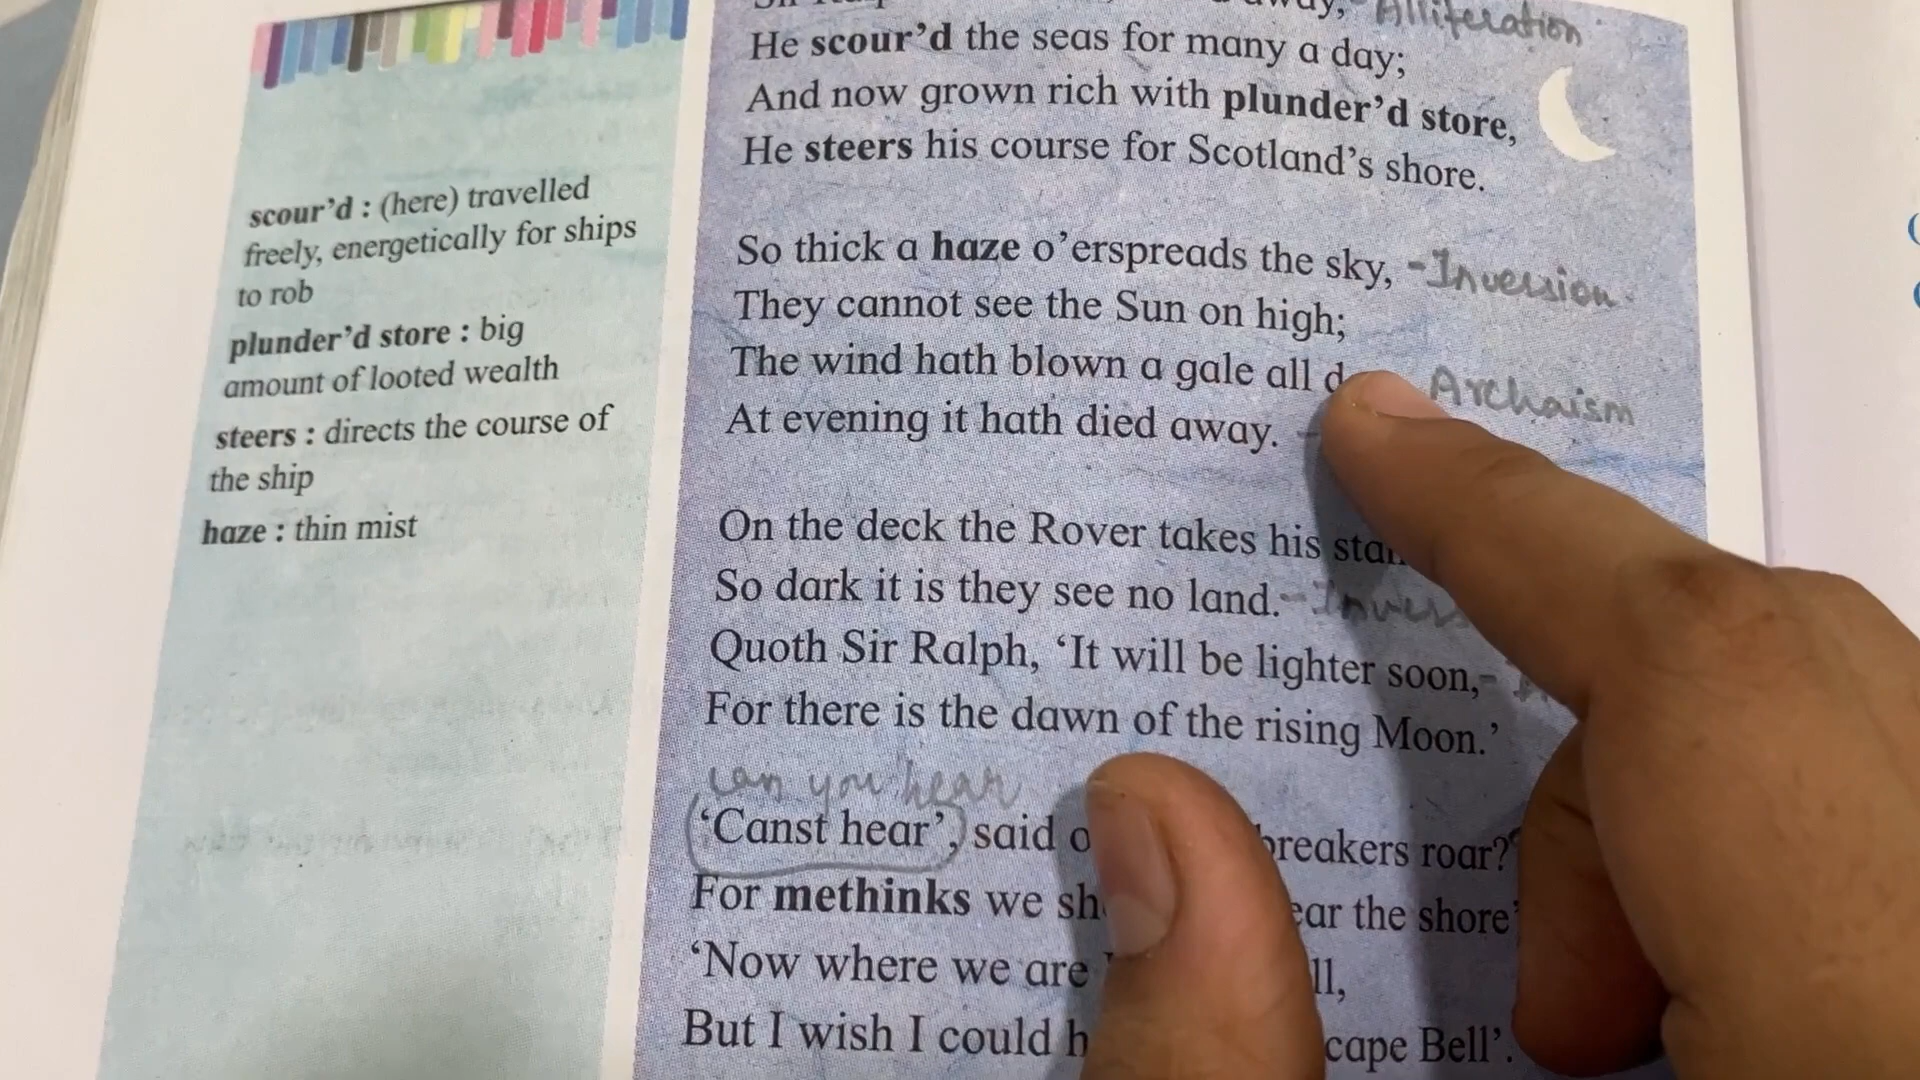 Alliteration
He scour'd the seas for many a day;
And now grown rich with plunder'd store,
He steers his course for Scotland's shore.
scour'd : (here) travelled
freely, energetically for ships
to rob
plunder'd store : big
amount of looted wealth
steers : directs the course of
the ship
haze : thin mist
So thick a haze o'erspreads the sky, -Inversion.
They cannot see the Sun on high;
The wind hath blown a gale all Archaism
At evening it hath died away. -
On the deck the Rover takes his
So dark it is they see no land.-
Quoth Sir Ralph, 'It will be lighter soon,-
For there is the dawn of the rising Moon.'
can you hear
'Canst hear', said breakers roar?
For methinks we the shore
'Now where we are
But I wish I could Bell'.